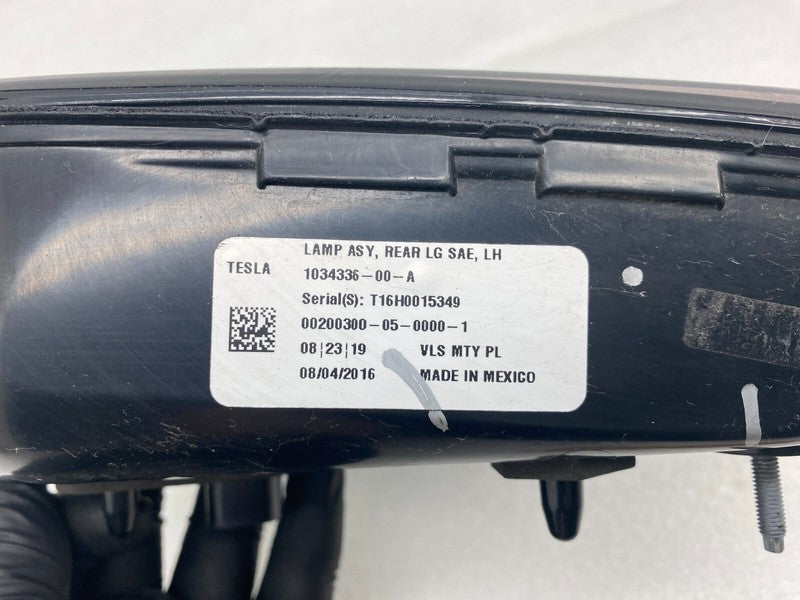 LAMP ASY, REAR LG SAE, LH
TESLA 1034336-00-A
Serial(S): T16H0015349
00200300-05-0000-1
08|23|19 VLS MTY PL
08/04/2016 MADE IN MEXICO